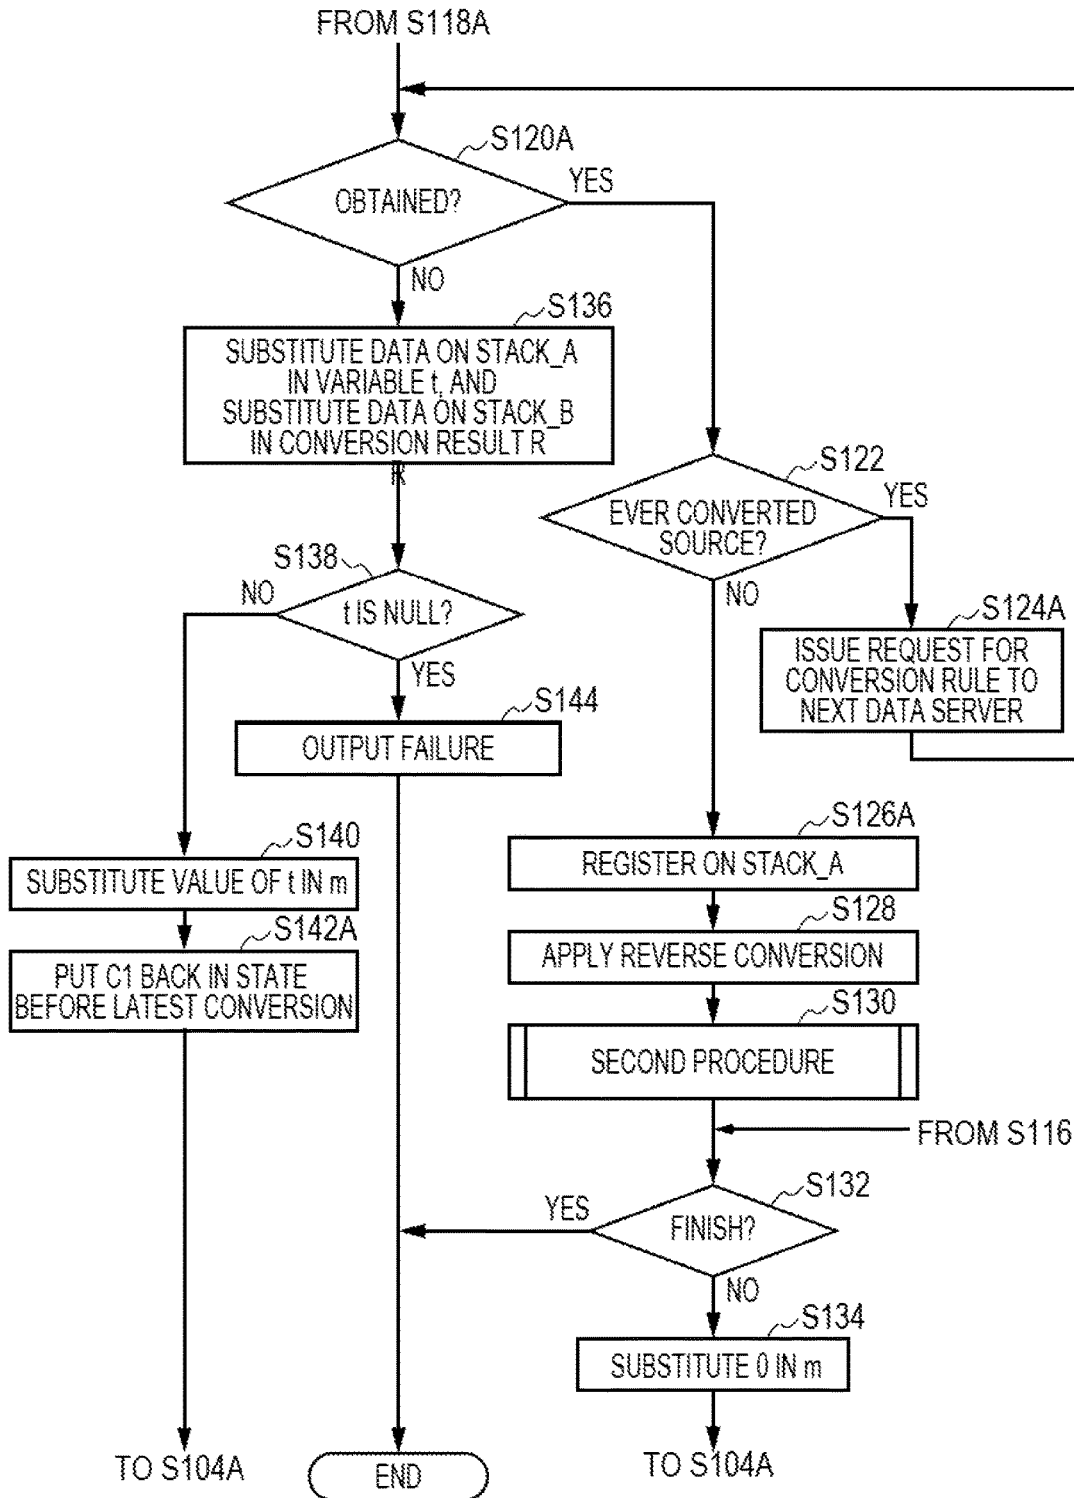 FROM S118A
S120A
OBTAINED?
YES
NO
S136
SUBSTITUTE DATA ON STACK_A
IN VARIABLE t, AND
SUBSTITUTE DATA ON STACK_B
IN CONVERSION RESULT R
S122
EVER CONVERTED
SOURCE?
YES
NO
S138
t IS NULL?
NO
YES
S124A
ISSUE REQUEST FOR
CONVERSION RULE TO
NEXT DATA SERVER
S144
OUTPUT FAILURE
S126A
REGISTER ON STACK_A
S140
SUBSTITUTE VALUE OF t IN m
S128
APPLY REVERSE CONVERSION
S142A
PUT C1 BACK IN STATE
BEFORE LATEST CONVERSION
S130
SECOND PROCEDURE
FROM S116
S132
FINISH?
YES
NO
S134
SUBSTITUTE 0 IN m
TO S104A
END
TO S104A